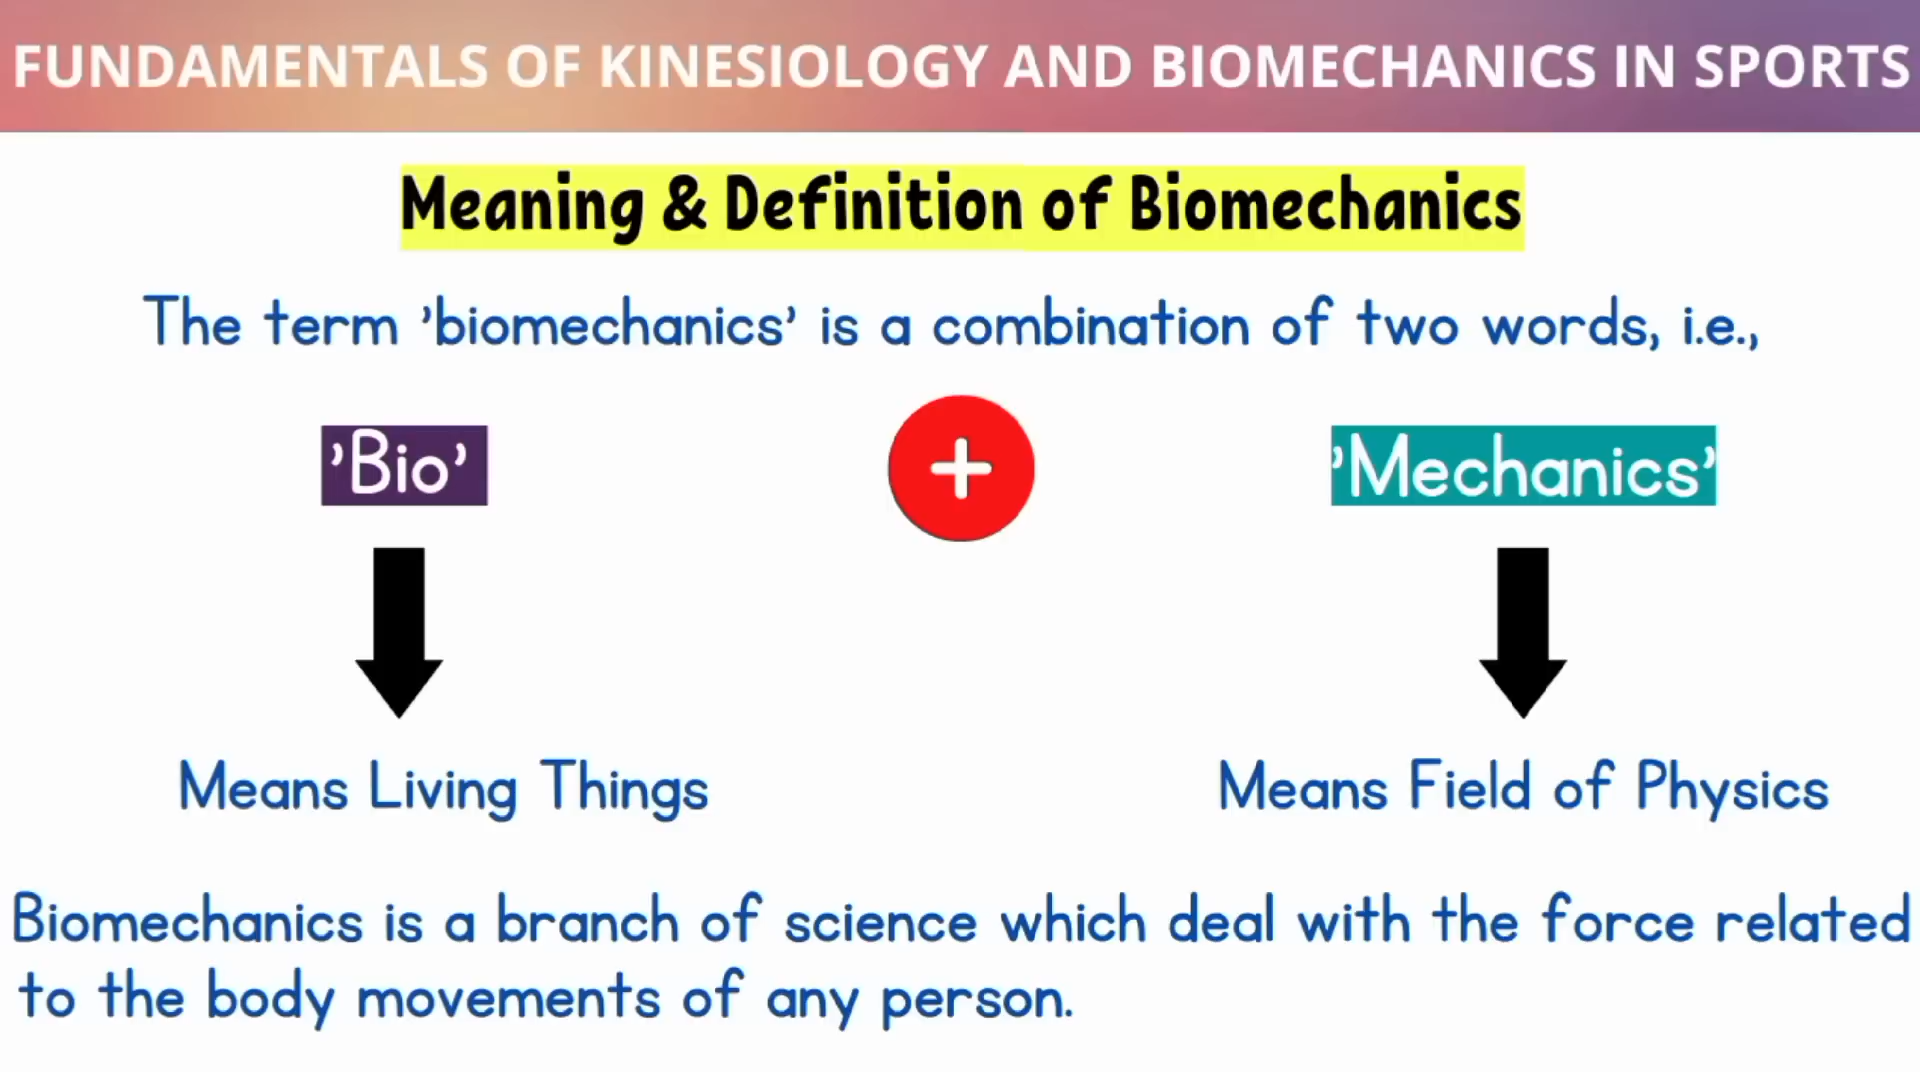 FUNDAMENTALS OF KINESIOLOGY AND BIOMECHANICS IN SPORTS
Meaning & Definition of Biomechanics
The term ’biomechanics’ is a combination of two words, i.e.,
’Bio’ + ’Mechanics’
Means Living Things
Means Field of Physics
Biomechanics is a branch of science which deal with the force related
to the body movements of any person.